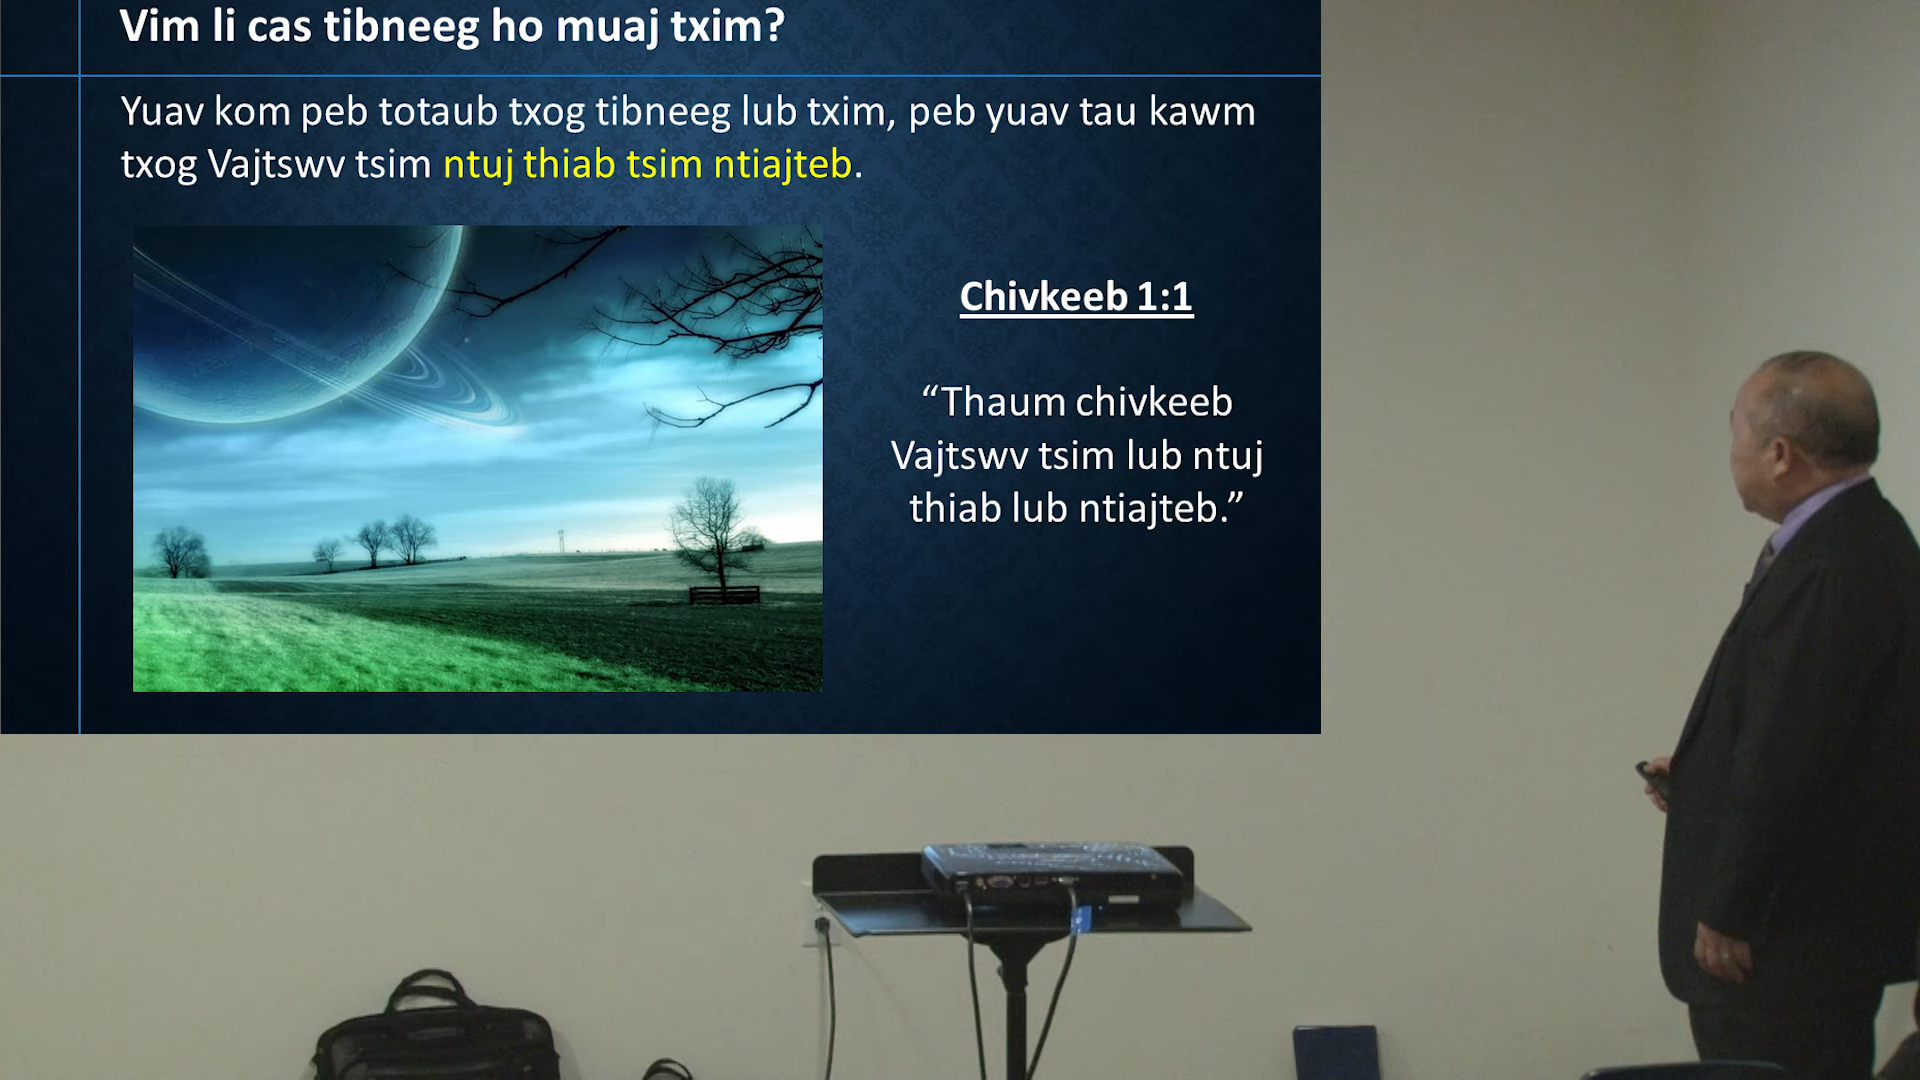 Vim li cas tibneeg ho muaj txim?
Yuav kom peb totaub txog tibneeg lub txim, peb yuav tau kawm
txog Vajtswv tsim ntuj thiab tsim ntiajteb.
Chivkeeb 1:1
“Thaum chivkeeb
Vajtswv tsim lub ntuj
thiab lub ntiajteb.”